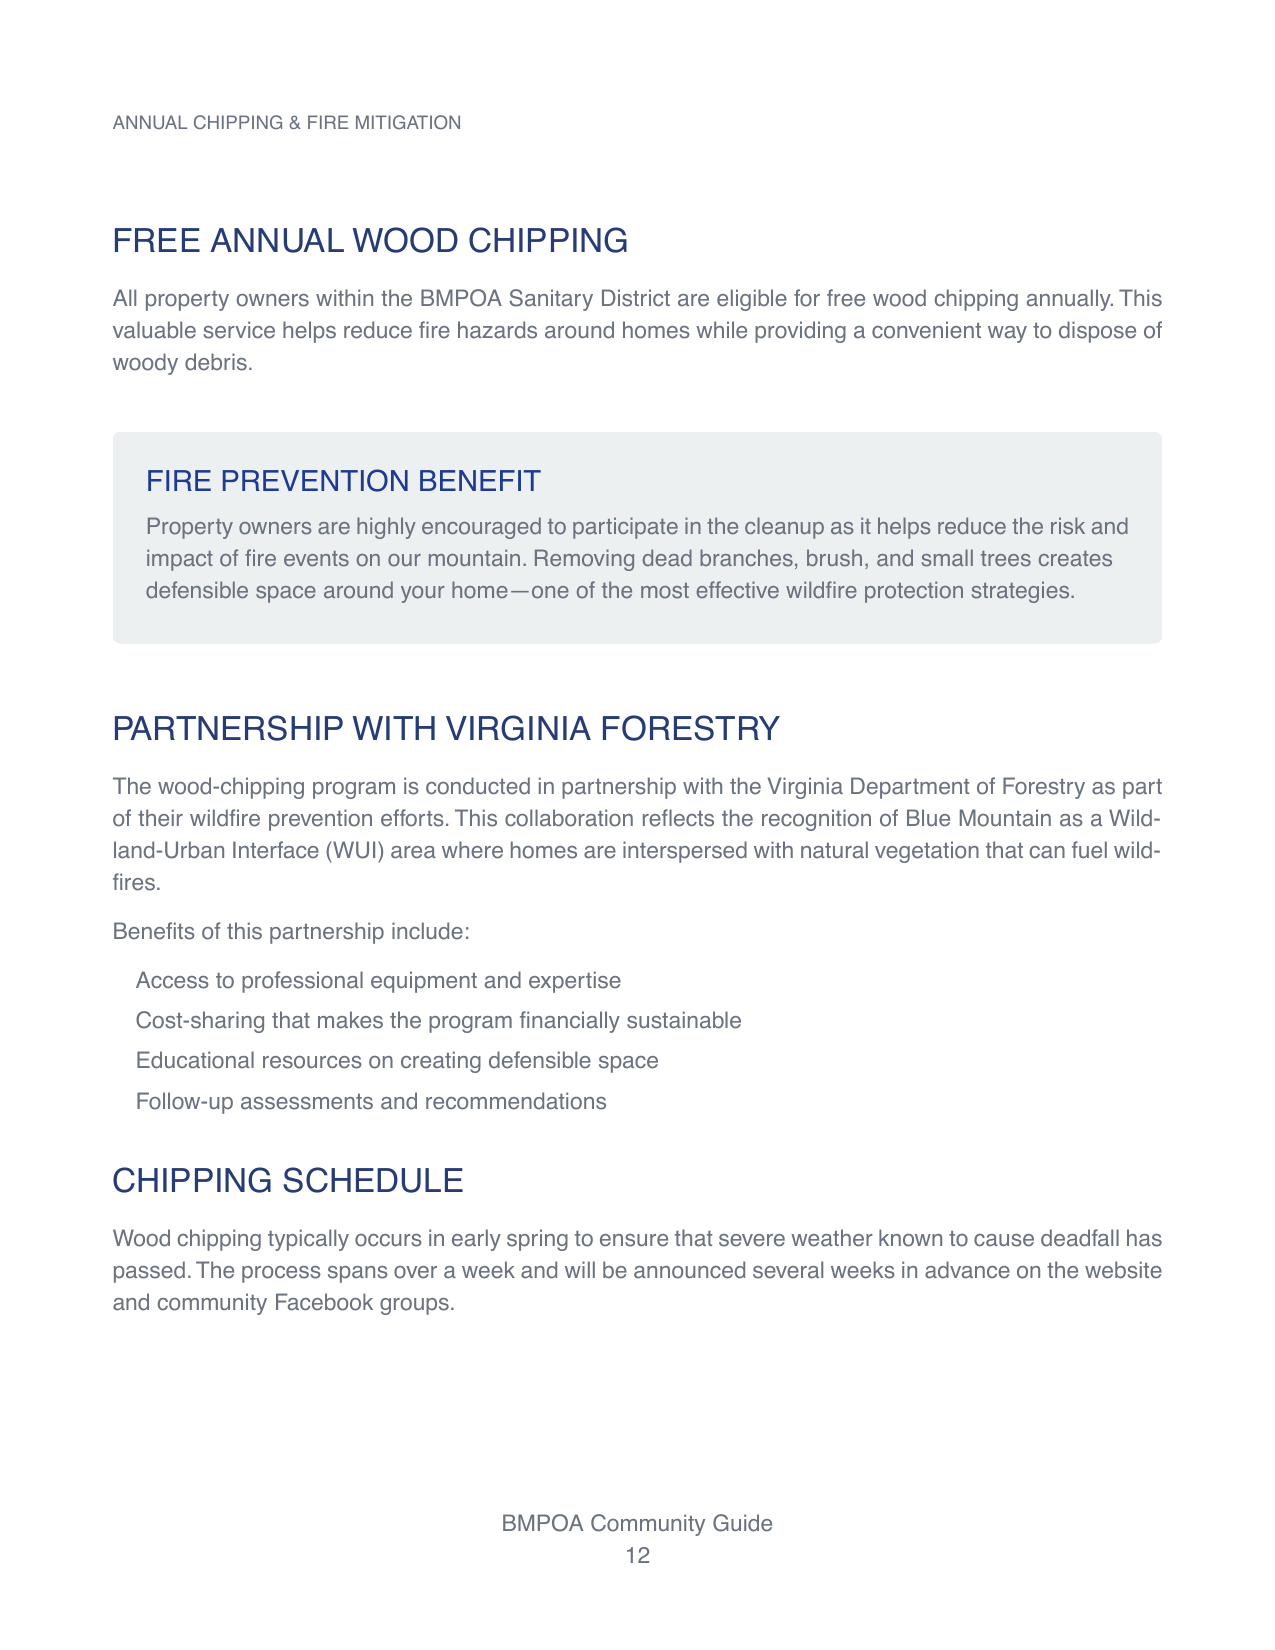 ANNUAL CHIPPING & FIRE MITIGATION
FREE ANNUAL WOOD CHIPPING
All property owners within the BMPOA Sanitary District are eligible for free wood chipping annually. This
valuable service helps reduce fire hazards around homes while providing a convenient way to dispose of
woody debris.
FIRE PREVENTION BENEFIT
Property owners are highly encouraged to participate in the cleanup as it helps reduce the risk and
impact of fire events on our mountain. Removing dead branches, brush, and small trees creates
defensible space around your home—one of the most effective wildfire protection strategies.
PARTNERSHIP WITH VIRGINIA FORESTRY
The wood-chipping program is conducted in partnership with the Virginia Department of Forestry as part
of their wildfire prevention efforts. This collaboration reflects the recognition of Blue Mountain as a Wild-
land-Urban Interface (WUI) area where homes are interspersed with natural vegetation that can fuel wild-
fires.
Benefits of this partnership include:
Access to professional equipment and expertise
Cost-sharing that makes the program financially sustainable
Educational resources on creating defensible space
Follow-up assessments and recommendations
CHIPPING SCHEDULE
Wood chipping typically occurs in early spring to ensure that severe weather known to cause deadfall has
passed. The process spans over a week and will be announced several weeks in advance on the website
and community Facebook groups.
BMPOA Community Guide
12